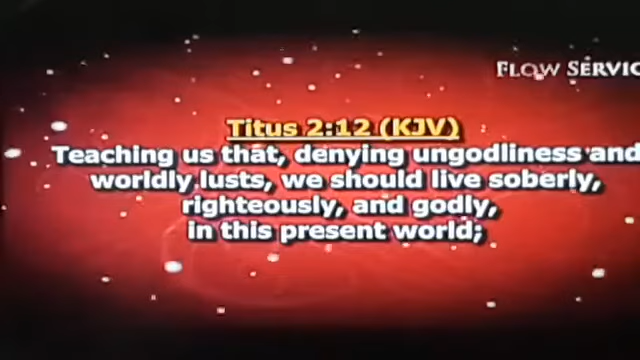 FLOW SERVIC
Titus 2:12 (KJV)
Teaching us that, denying ungodliness and
worldly lusts, we should live soberly,
righteously, and godly,
in this present world;